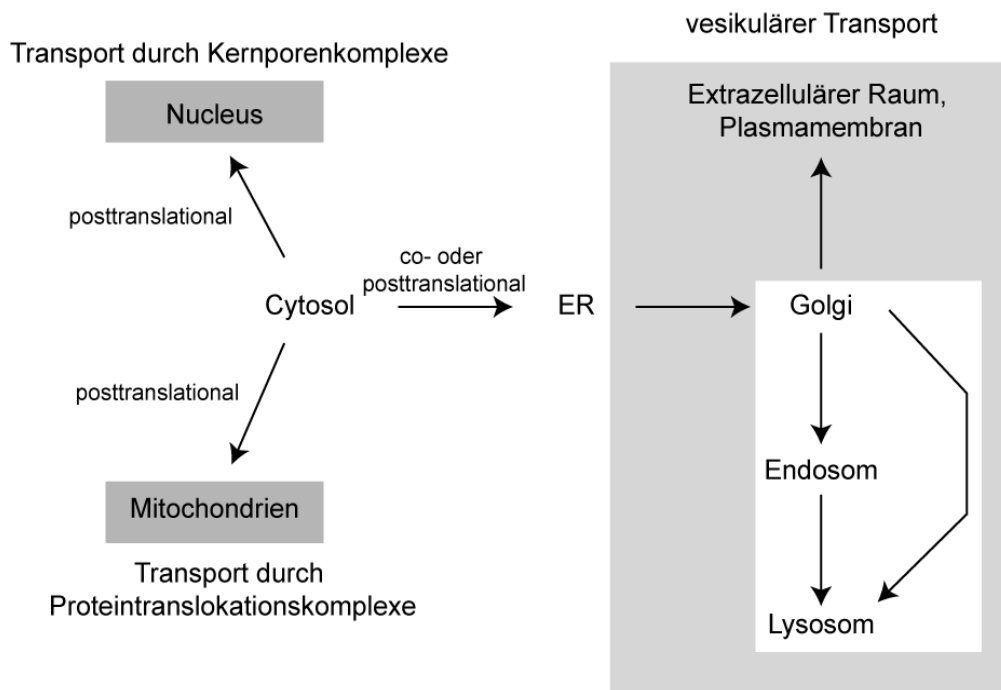 vesikulärer Transport
Transport durch Kernporenkomplexe
Nucleus
Extrazellulärer Raum,
Plasmamembran
posttranslational
co- oder
posttranslational
Cytosol
ER
Golgi
posttranslational
Endosom
Mitochondrien
Transport durch
Proteintranslokationskomplexe
Lysosom